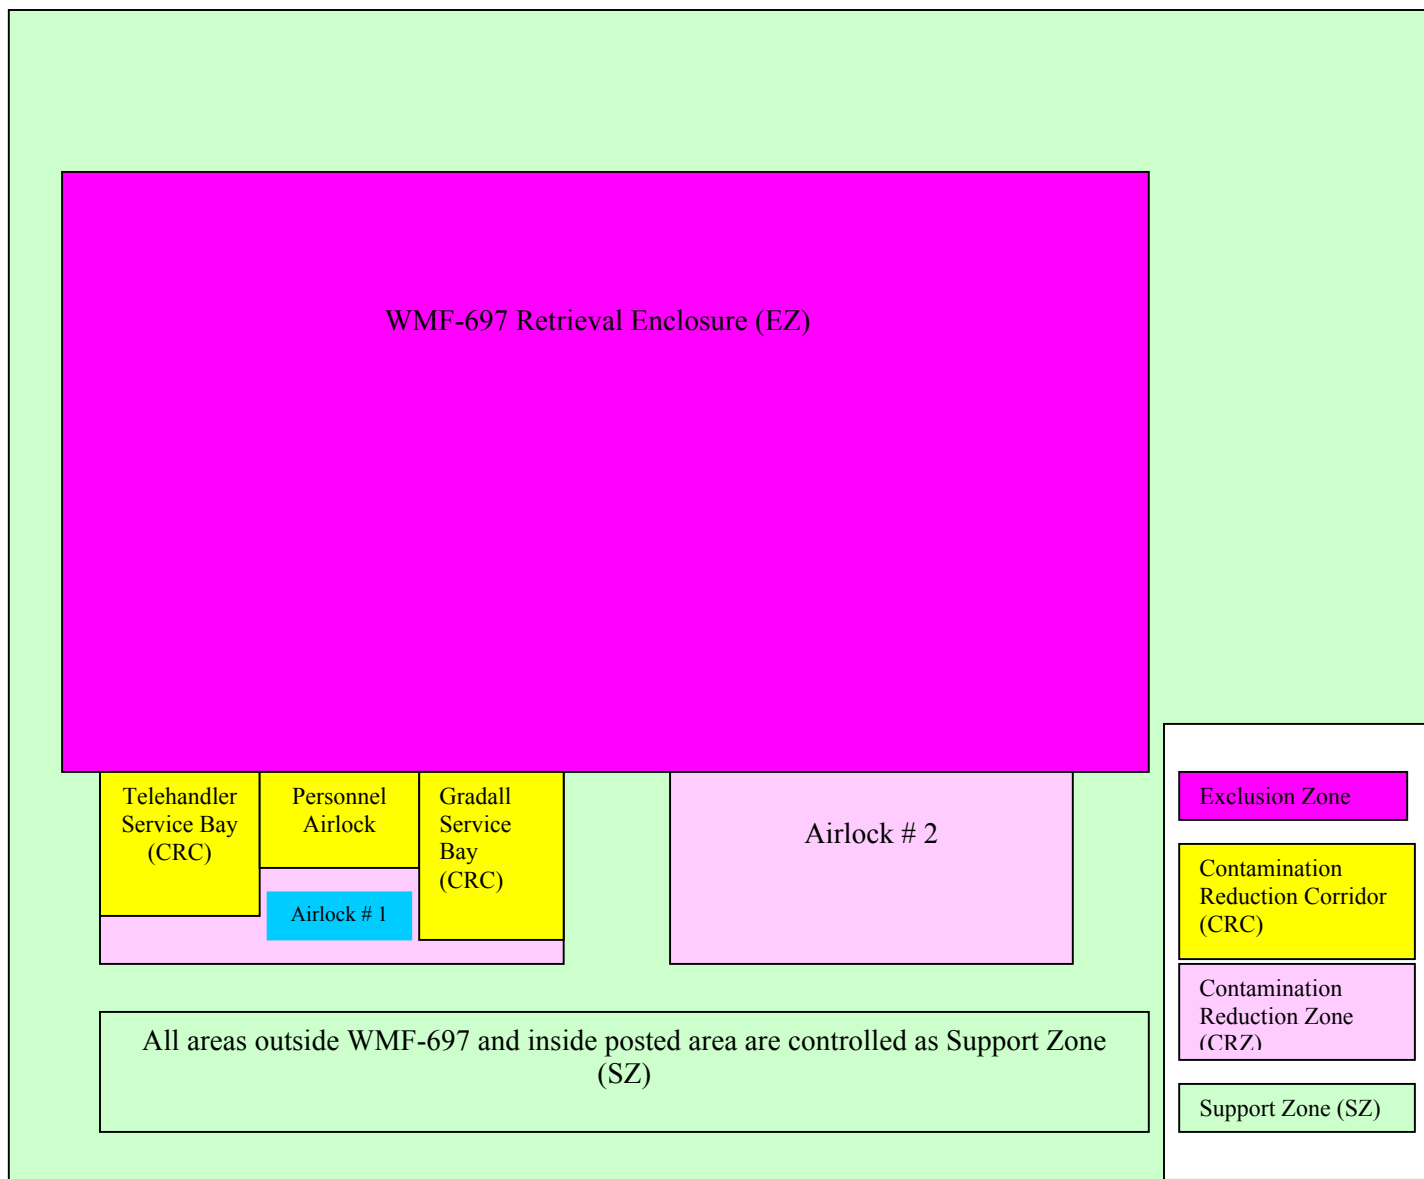 WMF-697 Retrieval Enclosure (EZ)
Telehandler
Service Bay
(CRC)
Personnel
Airlock
Gradall
Service
Bay
(CRC)
Airlock # 1
Airlock # 2
All areas outside WMF-697 and inside posted area are controlled as Support Zone
(SZ)
Exclusion Zone
Contamination
Reduction Corridor
(CRC)
Contamination
Reduction Zone
(CRZ)
Support Zone (SZ)